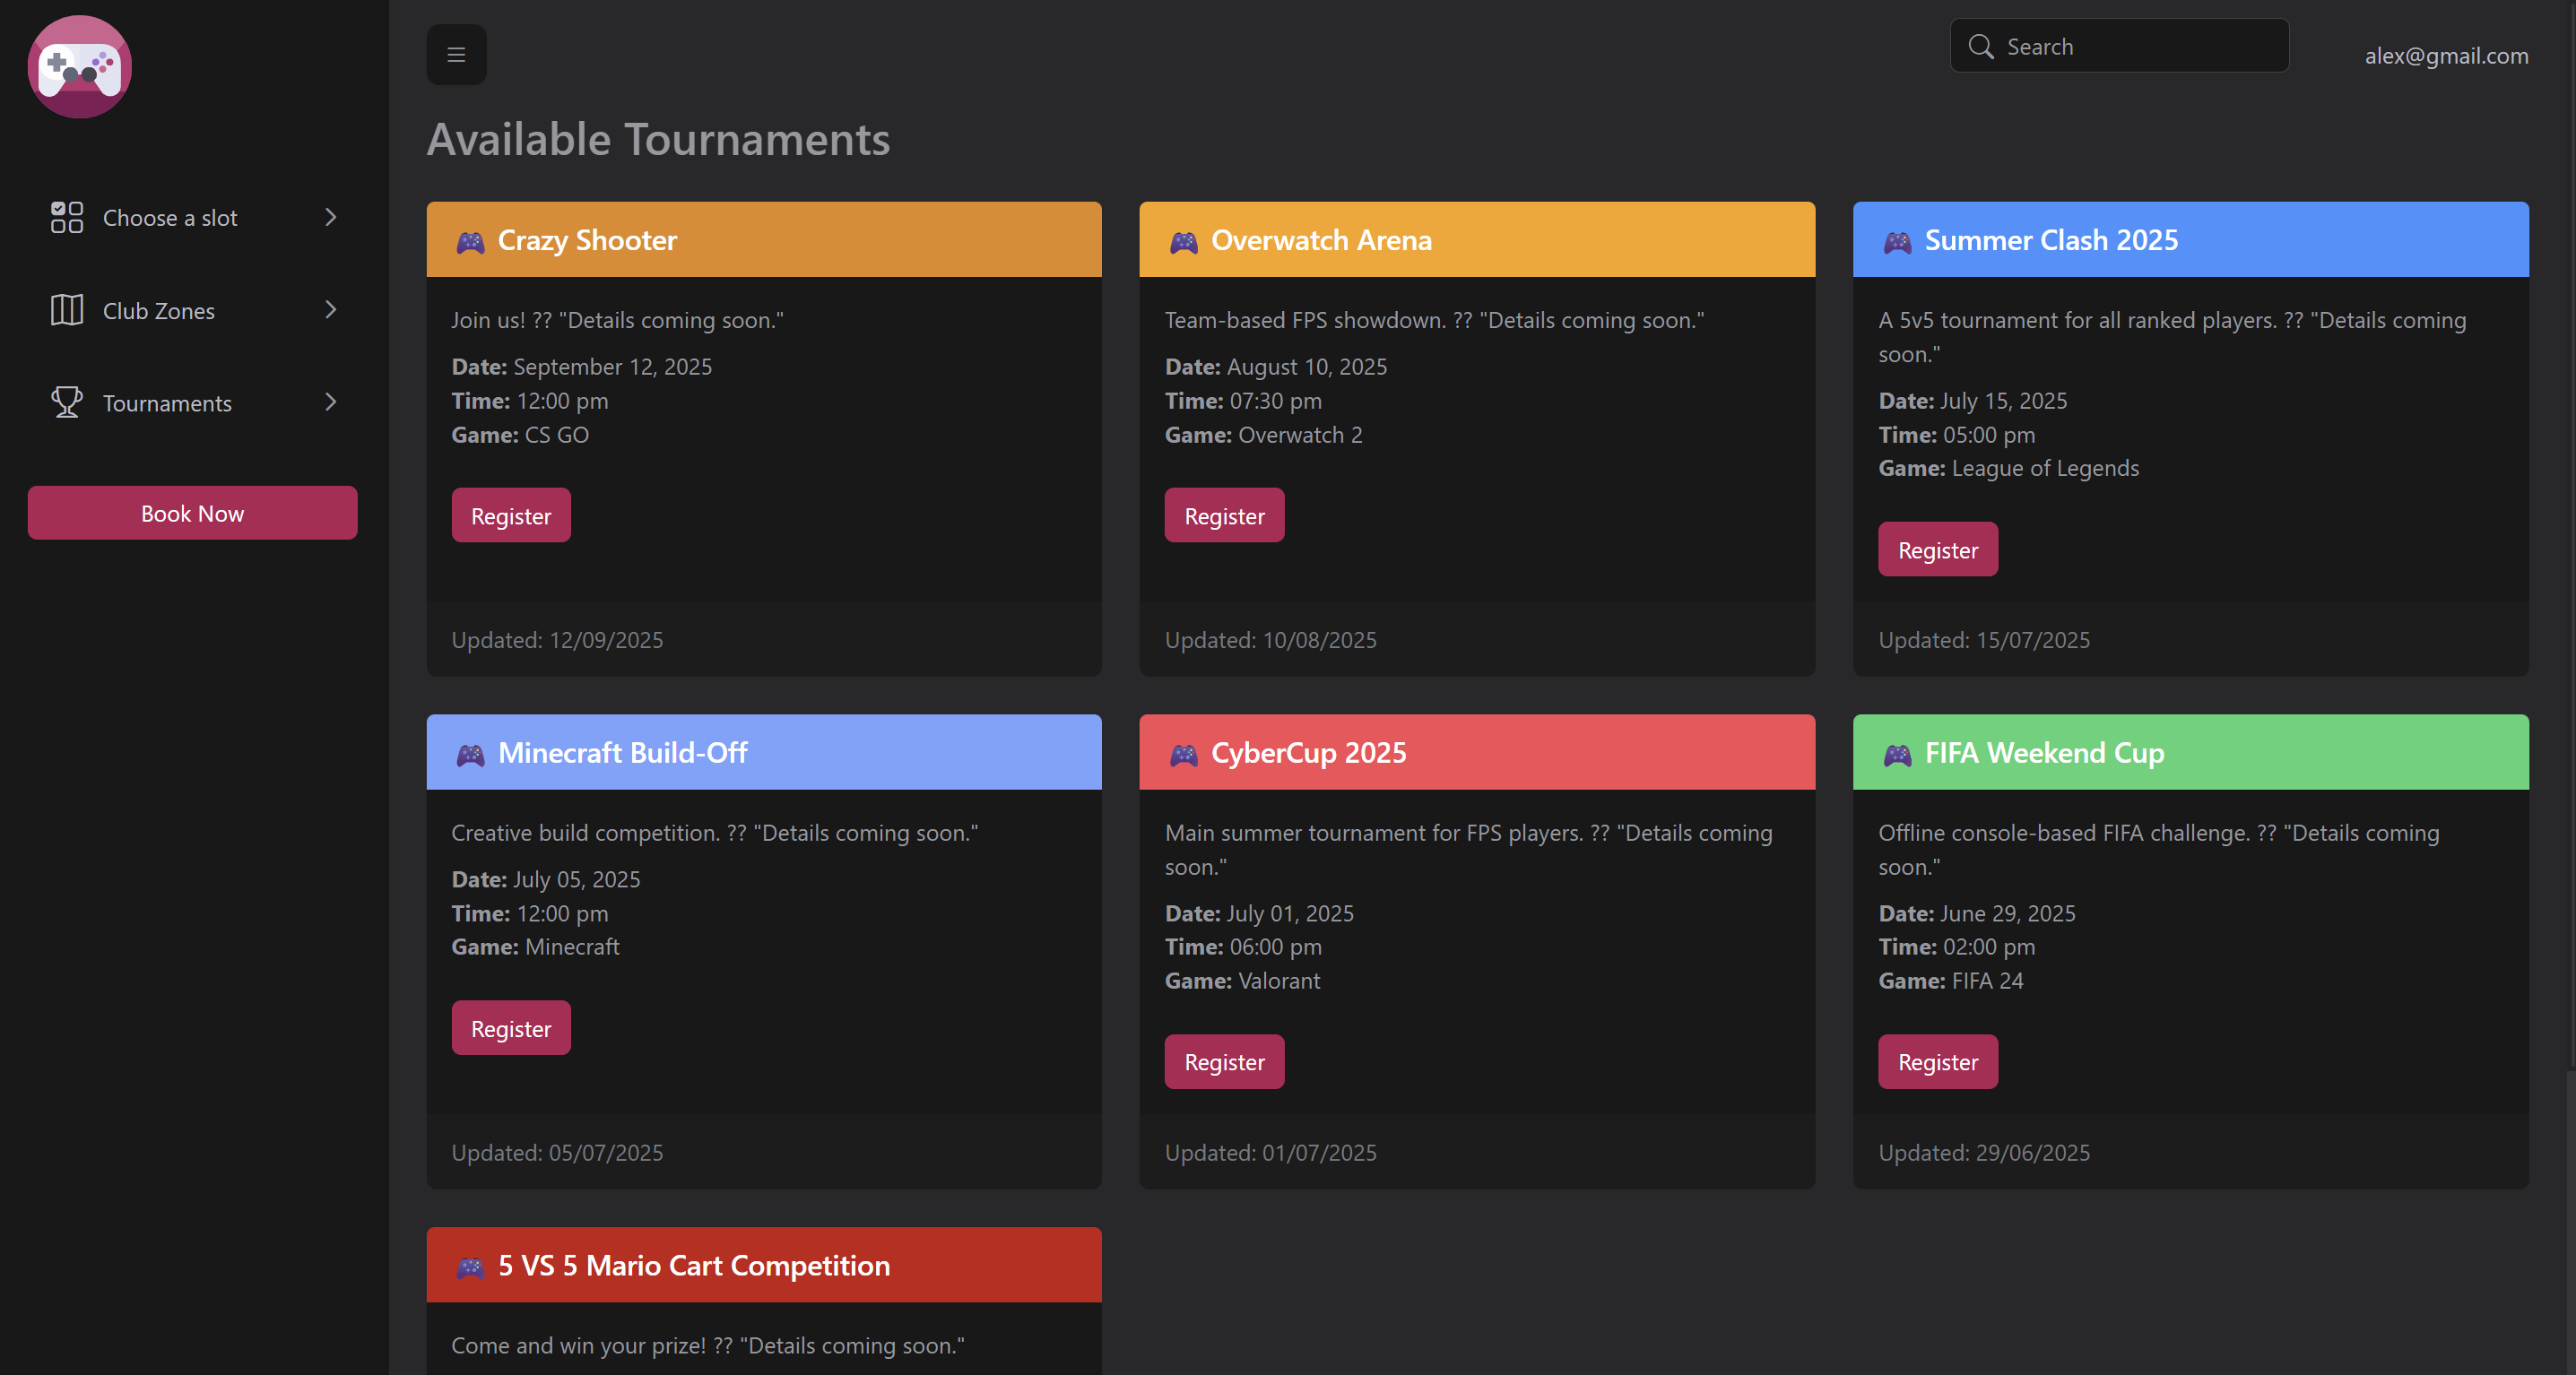 Search
alex@gmail.com
Choose a slot
Club Zones
Tournaments
Book Now
Available Tournaments
Crazy Shooter
Join us! ?? "Details coming soon."
Date: September 12, 2025
Time: 12:00 pm
Game: CS GO
Register
Updated: 12/09/2025
Overwatch Arena
Team-based FPS showdown. ?? "Details coming soon."
Date: August 10, 2025
Time: 07:30 pm
Game: Overwatch 2
Register
Updated: 10/08/2025
Summer Clash 2025
A 5v5 tournament for all ranked players. ?? "Details coming
soon."
Date: July 15, 2025
Time: 05:00 pm
Game: League of Legends
Register
Updated: 15/07/2025
Minecraft Build-Off
Creative build competition. ?? "Details coming soon."
Date: July 05, 2025
Time: 12:00 pm
Game: Minecraft
Register
Updated: 05/07/2025
CyberCup 2025
Main summer tournament for FPS players. ?? "Details coming
soon."
Date: July 01, 2025
Time: 06:00 pm
Game: Valorant
Register
Updated: 01/07/2025
FIFA Weekend Cup
Offline console-based FIFA challenge. ?? "Details coming
soon."
Date: June 29, 2025
Time: 02:00 pm
Game: FIFA 24
Register
Updated: 29/06/2025
5 VS 5 Mario Cart Competition
Come and win your prize! ?? "Details coming soon."